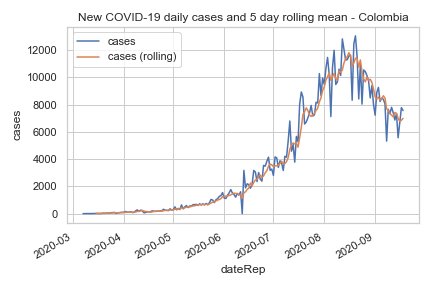 New COVID-19 daily cases and 5 day rolling mean - Colombia
cases
cases (rolling)
12000
10000
8000
6000
4000
2000
0
cases
2020-03
2020-04
2020-05
2020-06
2020-07
2020-08
2020-09
dateRep